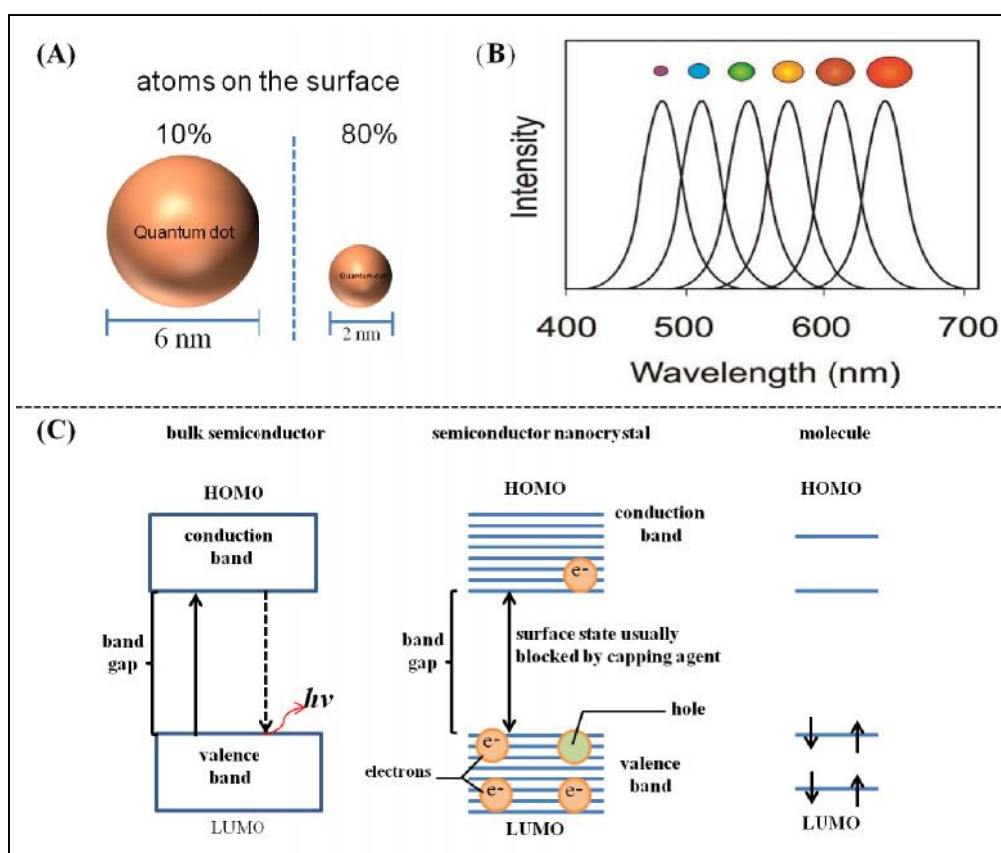 (A)
atoms on the surface
10%
80%
Quantum dot
Quantum dot
6 nm
2 nm
(B)
Intensity
400
500
600
700
Wavelength (nm)
(C)
bulk semiconductor
semiconductor nanocrystal
molecule
HOMO
conduction
band
band
gap
hν
valence
band
LUMO
HOMO
conduction
band
e-
band
gap
surface state usually
blocked by capping agent
hole
e-
electrons
e-
e-
valence
band
LUMO
HOMO
LUMO